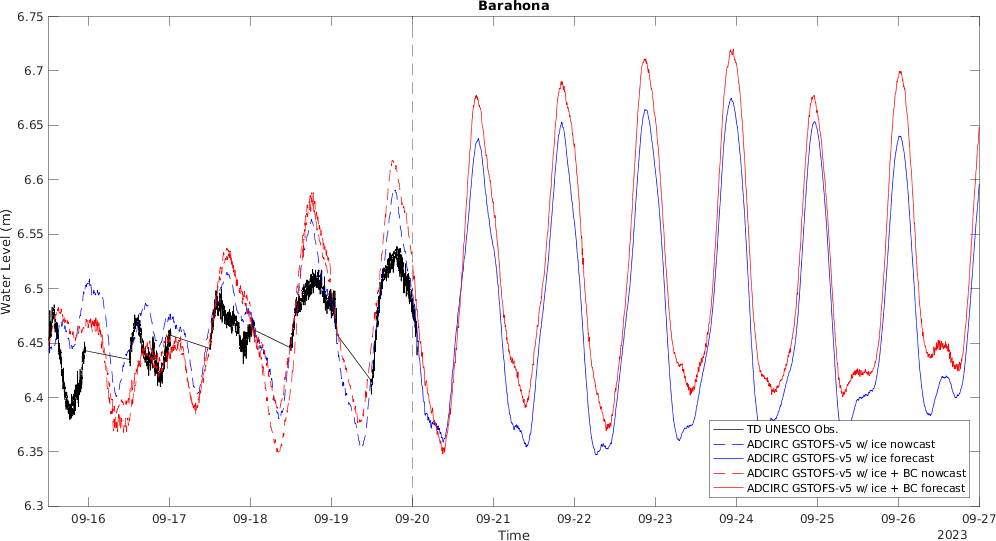 Barahona
6.75
6.7
6.65
6.6
6.55
6.5
6.45
6.4
6.35
6.3
Water Level (m)
TD UNESCO Obs.
ADCIRC GSTOFS-v5 w/ ice nowcast
ADCIRC GSTOFS-v5 w/ ice forecast
ADCIRC GSTOFS-v5 w/ ice + BC nowcast
ADCIRC GSTOFS-v5 w/ ice + BC forecast
09-16 09-17 09-18 09-19 09-20 09-21 09-22 09-23 09-24 09-25 09-26 09-27
Time
2023